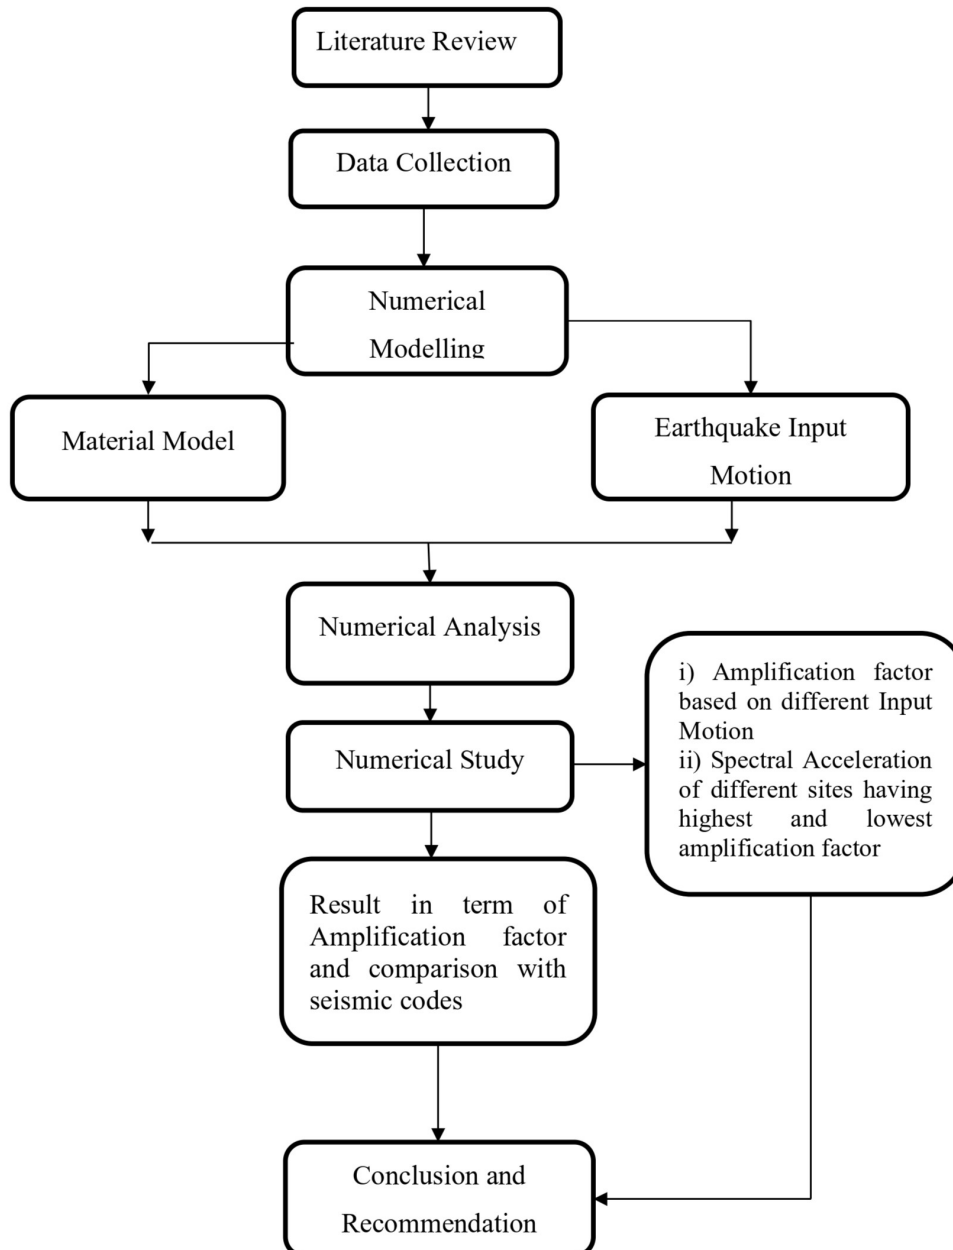 Literature Review
Data Collection
Numerical
Modelling
Material Model
Earthquake Input
Motion
Numerical Analysis
Numerical Study
i) Amplification factor
based on different Input
Motion
ii) Spectral Acceleration
of different sites having
highest and lowest
amplification factor
Result in term of
Amplification factor
and comparison with
seismic codes
Conclusion and
Recommendation